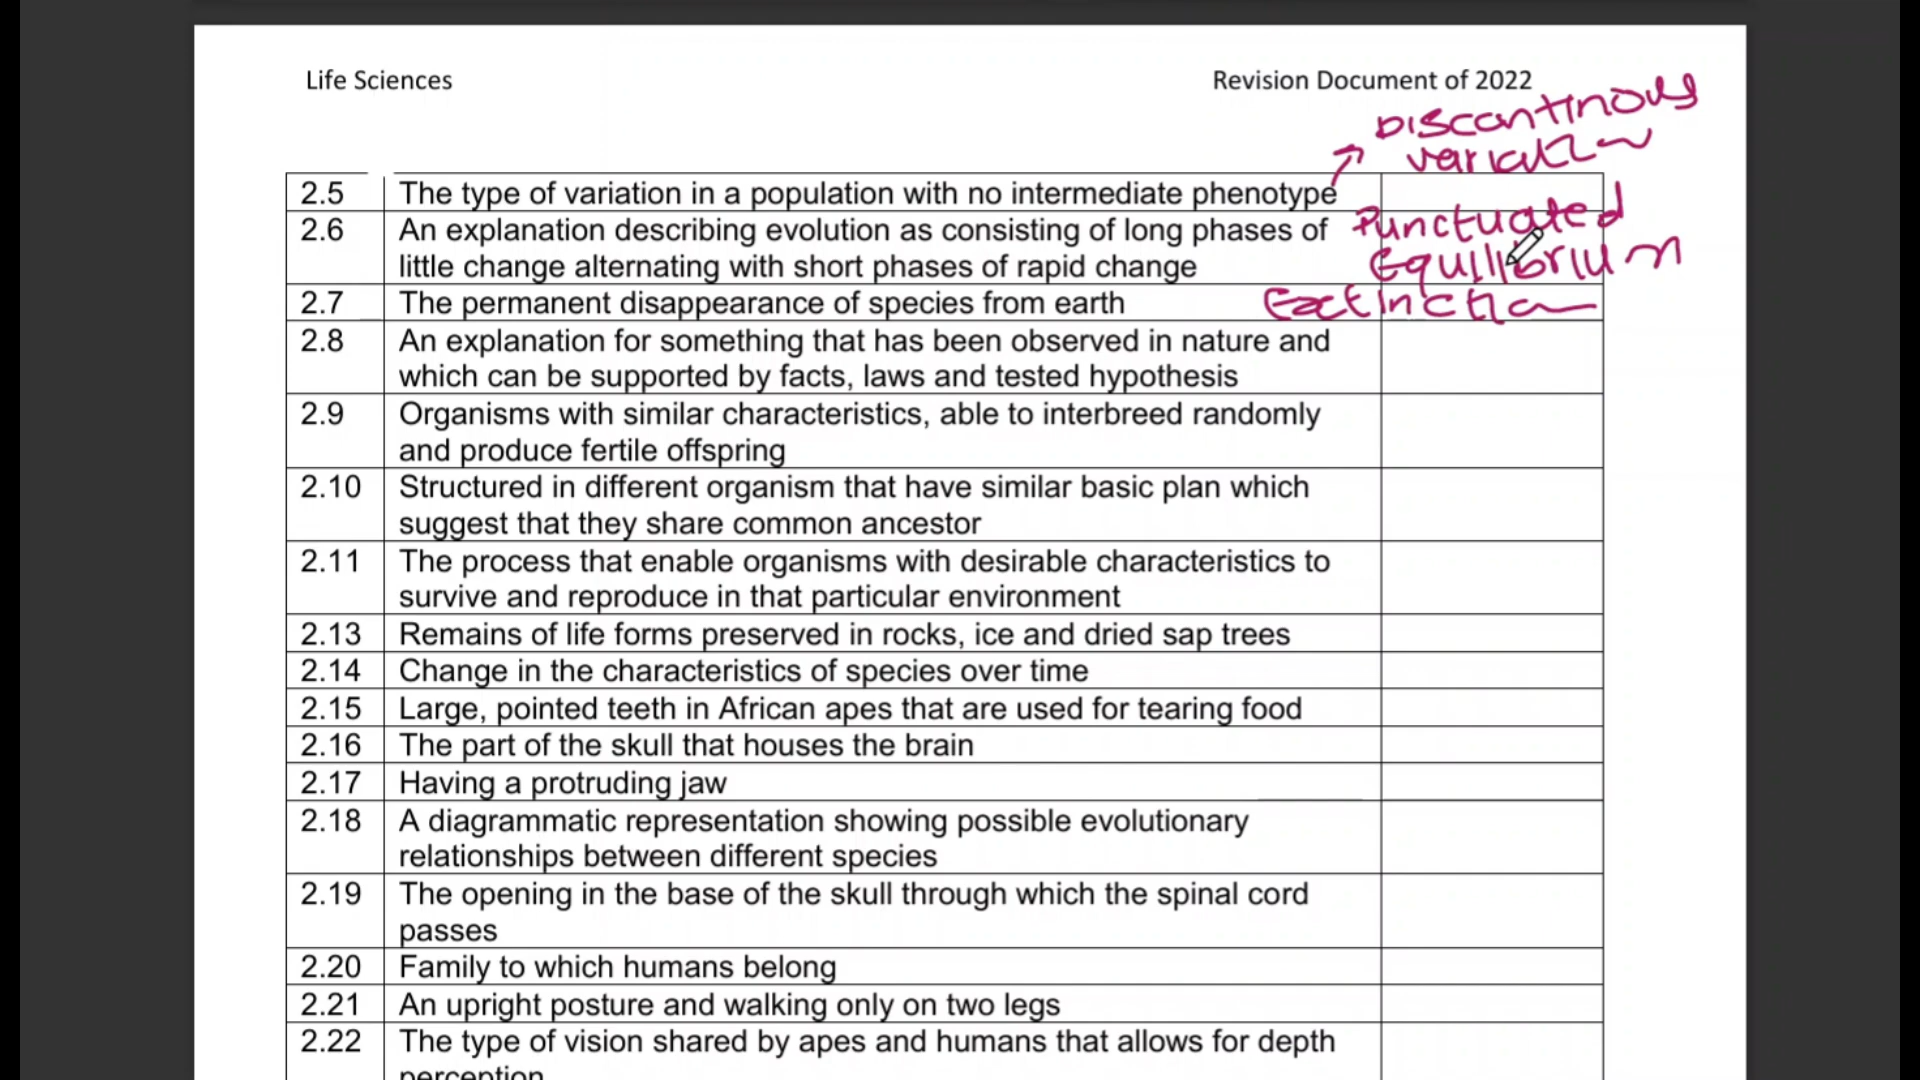 Life Sciences
Revision Document of 2022
Discontinous
variation
2.5 The type of variation in a population with no intermediate phenotype
2.6 An explanation describing evolution as consisting of long phases of
little change alternating with short phases of rapid change
Punctuated
Equilibrium
2.7 The permanent disappearance of species from earth
Extinction
2.8 An explanation for something that has been observed in nature and
which can be supported by facts, laws and tested hypothesis
2.9 Organisms with similar characteristics, able to interbreed randomly
and produce fertile offspring
2.10 Structured in different organism that have similar basic plan which
suggest that they share common ancestor
2.11 The process that enable organisms with desirable characteristics to
survive and reproduce in that particular environment
2.13 Remains of life forms preserved in rocks, ice and dried sap trees
2.14 Change in the characteristics of species over time
2.15 Large, pointed teeth in African apes that are used for tearing food
2.16 The part of the skull that houses the brain
2.17 Having a protruding jaw
2.18 A diagrammatic representation showing possible evolutionary
relationships between different species
2.19 The opening in the base of the skull through which the spinal cord
passes
2.20 Family to which humans belong
2.21 An upright posture and walking only on two legs
2.22 The type of vision shared by apes and humans that allows for depth
perception